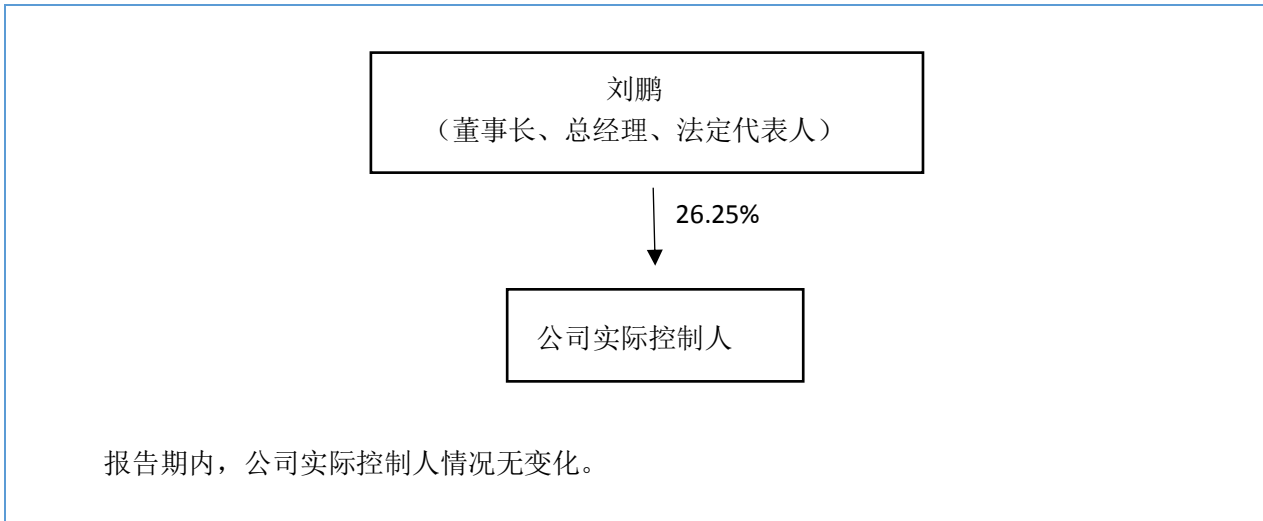 刘鹏
（董事长、总经理、法定代表人）
26.25%
公司实际控制人
报告期内，公司实际控制人情况无变化。